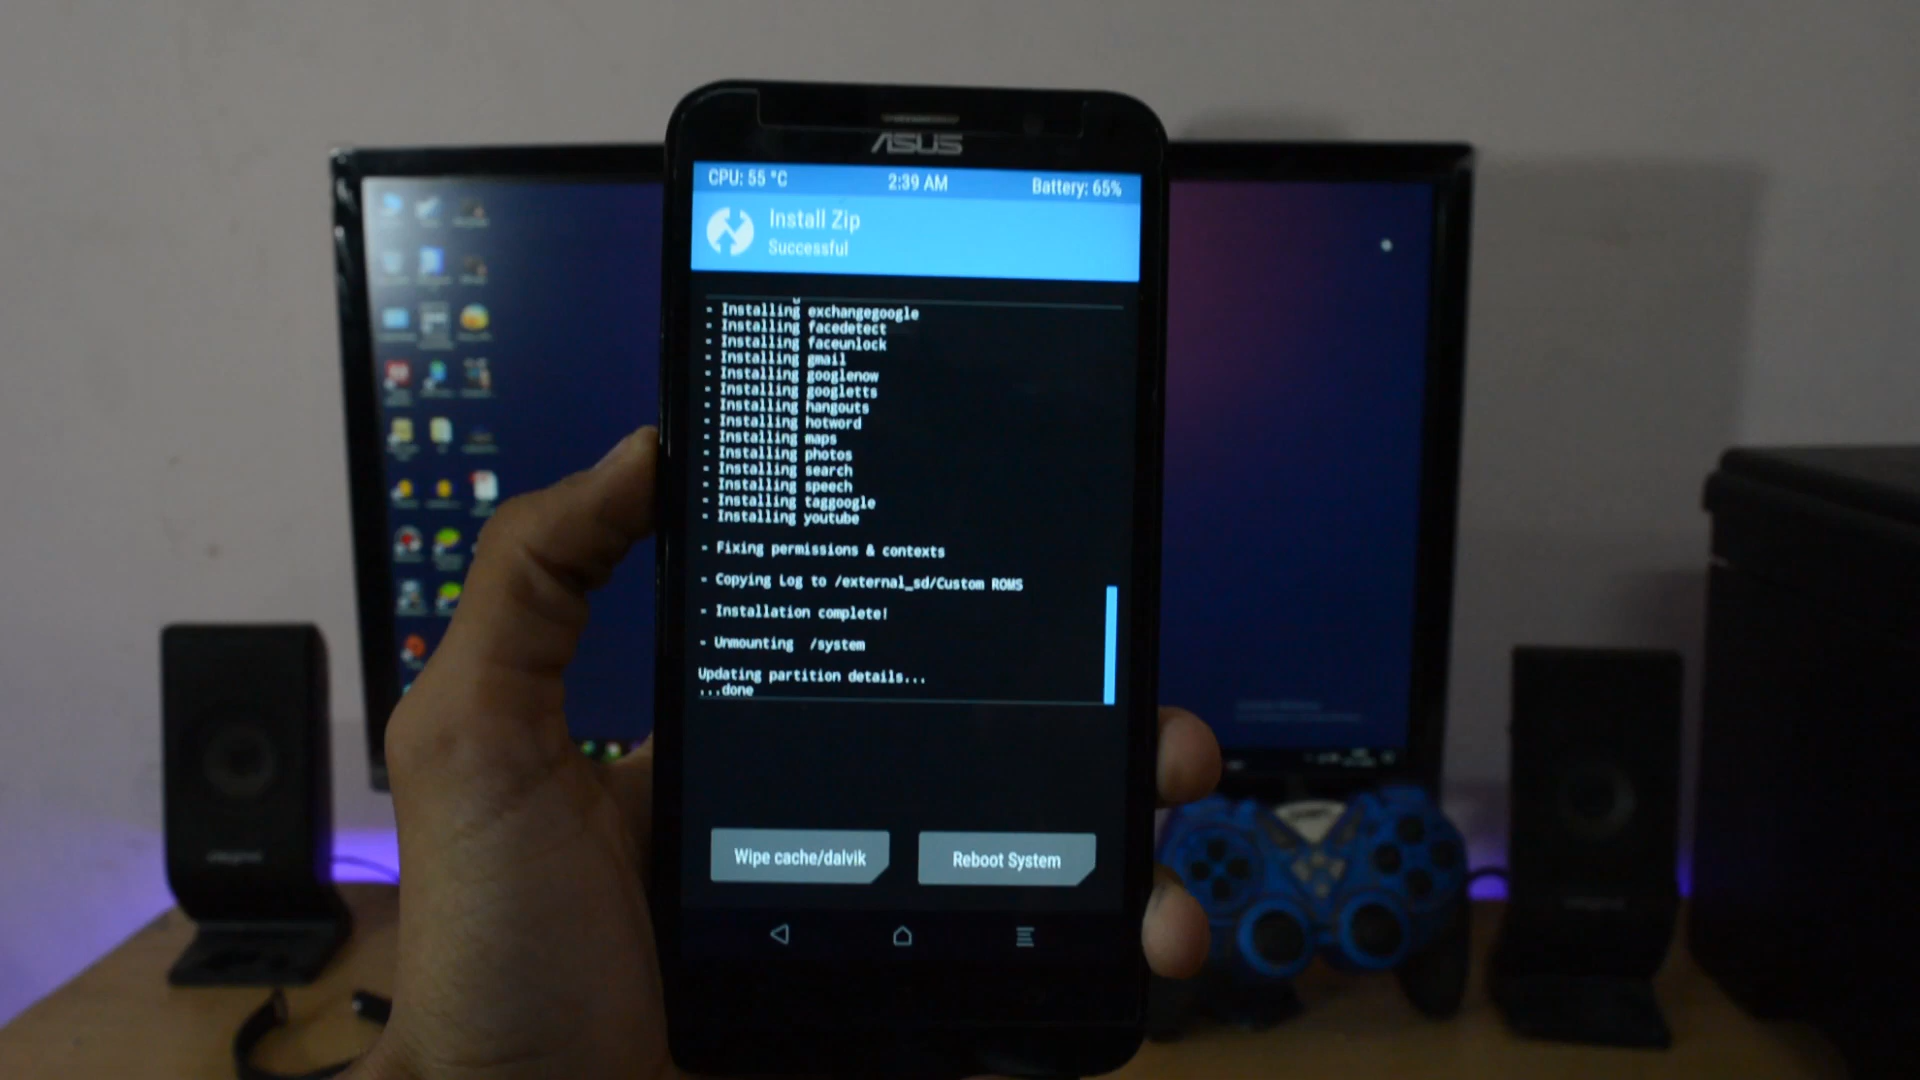 ASUS
CPU: 55 °C 2:39 AM Battery: 65%
Install Zip
Successful
- Installing exchangegoogle
- Installing facedetect
- Installing faceunlock
- Installing gmail
- Installing googlenow
- Installing googletts
- Installing hangouts
- Installing hotword
- Installing maps
- Installing photos
- Installing search
- Installing speech
- Installing taggoogle
- Installing youtube
- Fixing permissions & contexts
- Copying Log to /external_sd/Custom ROMS
- Installation complete!
- Unmounting /system
Updating partition details...
...done
Wipe cache/dalvik
Reboot System